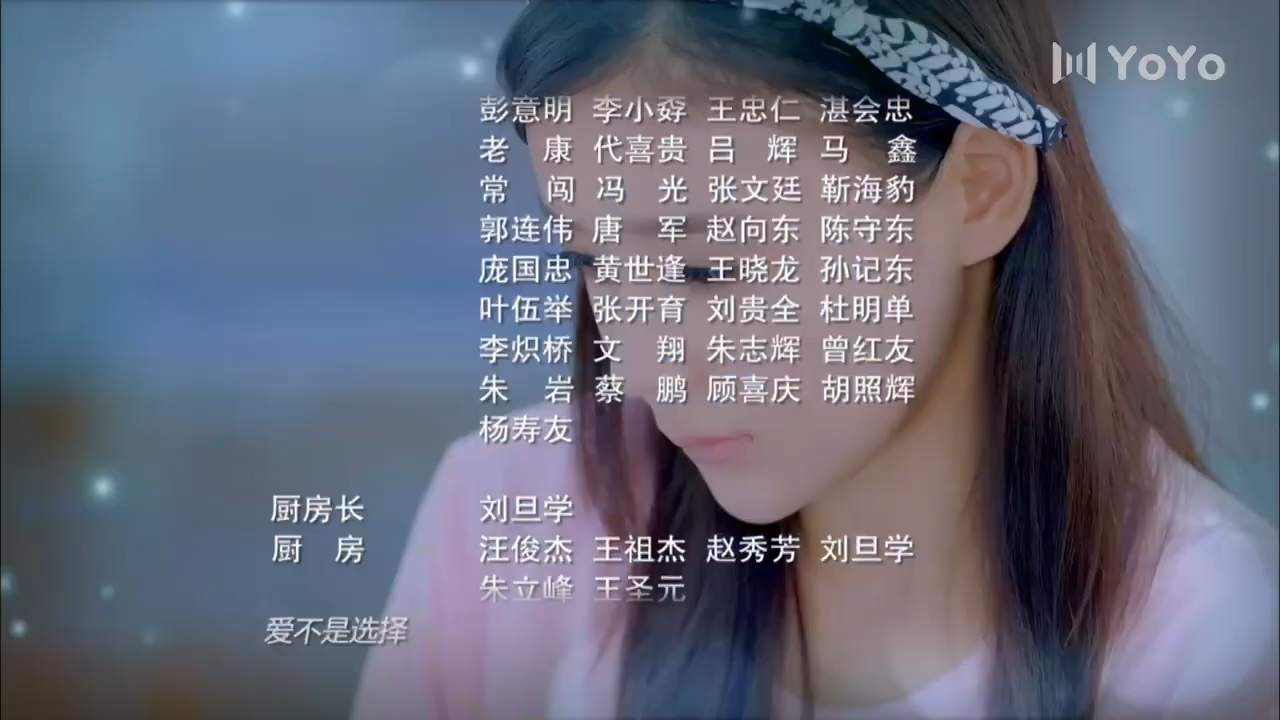 YoYo
彭意明 李小孬 王忠仁 湛会忠
老 康 代喜贵 吕 辉 马 鑫
常 闯 冯 光 张文廷 靳海豹
郭连伟 唐 军 赵向东 陈守东
庞国忠 黄世逢 王晓龙 孙记东
叶伍举 张开育 刘贵全 杜明单
李炽桥 文 翔 朱志辉 曾红友
朱 岩 蔡 鹏 顾喜庆 胡照辉
杨寿友
厨房长 刘旦学
厨 房 汪俊杰 王祖杰 赵秀芳 刘旦学
朱立峰 王圣元
爱不是选择